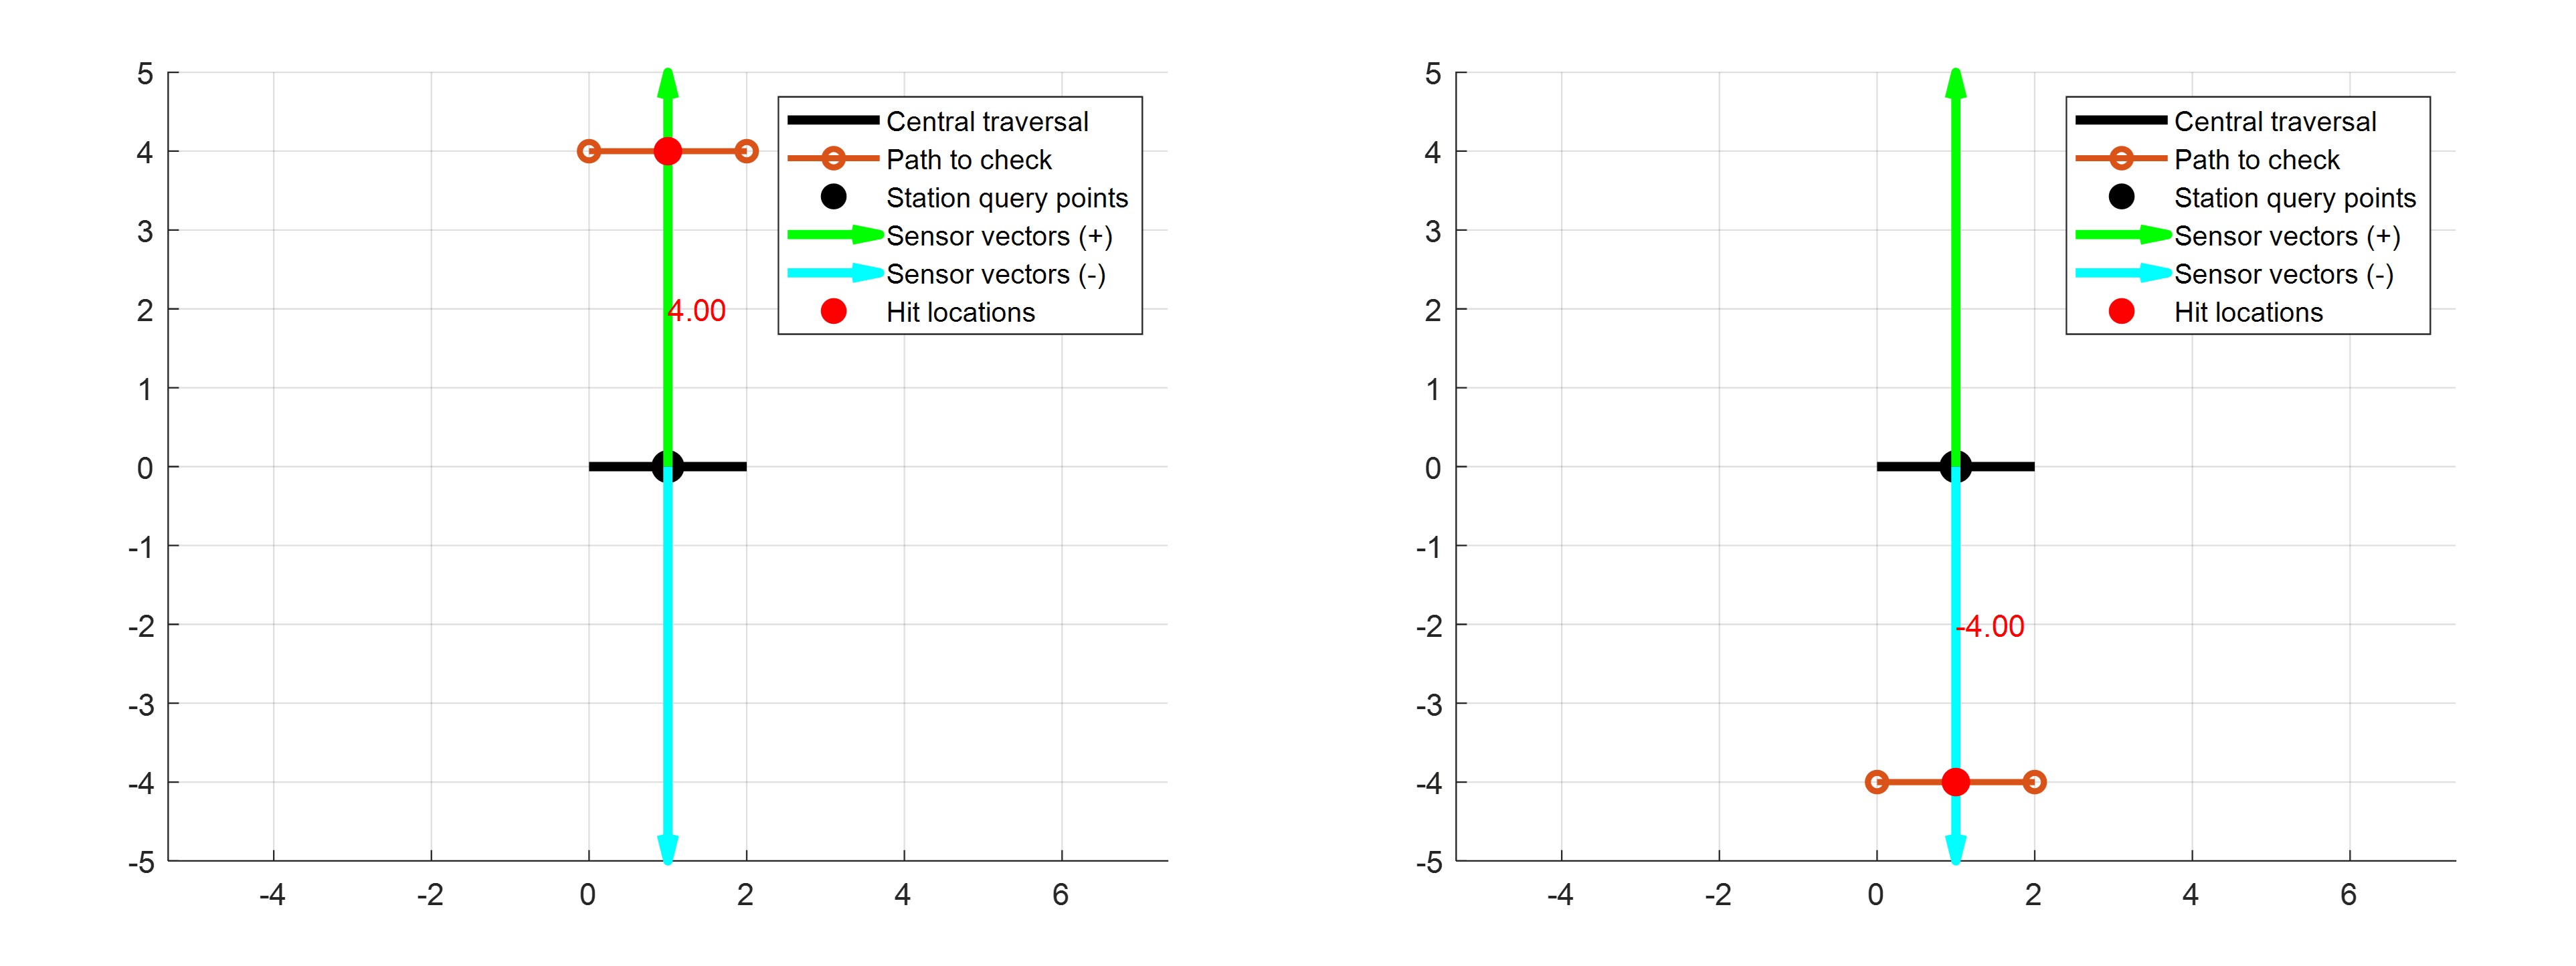 5
4
3
2
1
0
-1
-2
-3
-4
-5
-4 -2 0 2 4 6
Central traversal
Path to check
Station query points
Sensor vectors (+)
Sensor vectors (-)
Hit locations
4.00
5
4
3
2
1
0
-1
-2
-3
-4
-5
-4 -2 0 2 4 6
Central traversal
Path to check
Station query points
Sensor vectors (+)
Sensor vectors (-)
Hit locations
-4.00